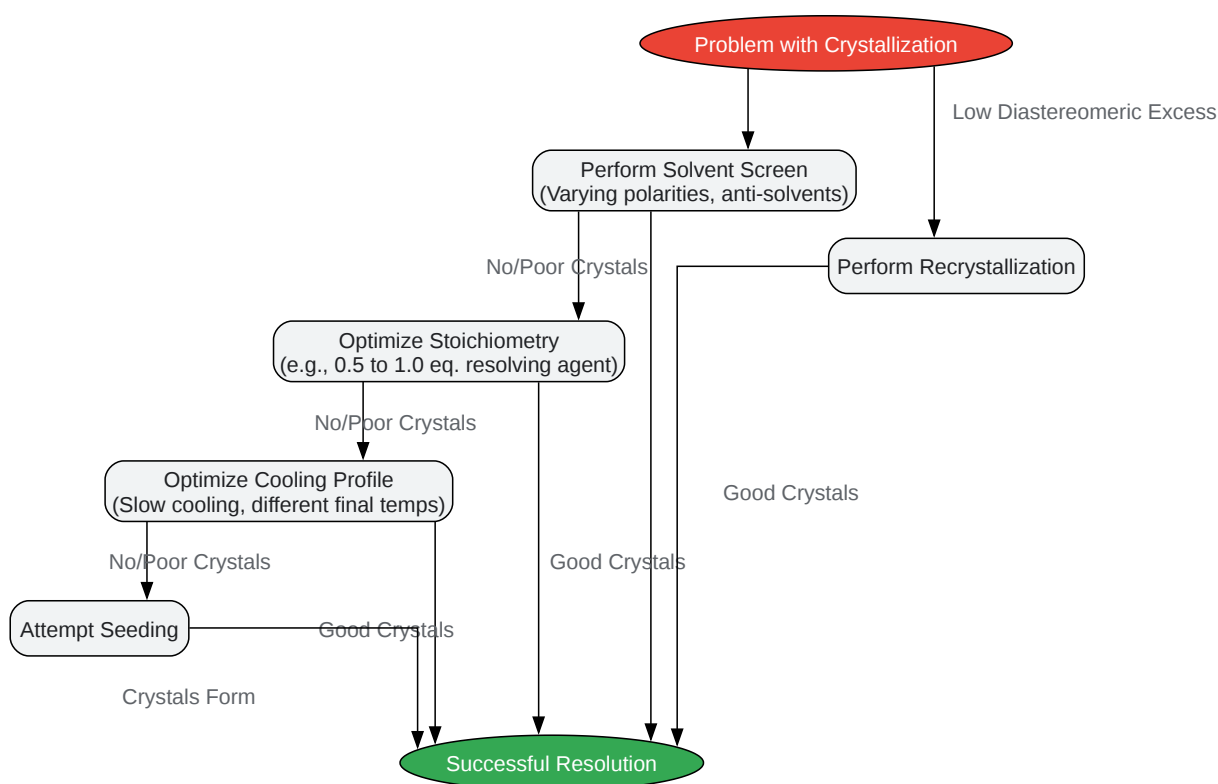 Problem with Crystallization
Low Diastereomeric Excess
Perform Solvent Screen
(Varying polarities, anti-solvents)
No/Poor Crystals
Perform Recrystallization
Optimize Stoichiometry
(e.g., 0.5 to 1.0 eq. resolving agent)
No/Poor Crystals
Optimize Cooling Profile
(Slow cooling, different final temps)
Good Crystals
No/Poor Crystals
Good Crystals
Attempt Seeding
Good Crystals
Crystals Form
Successful Resolution